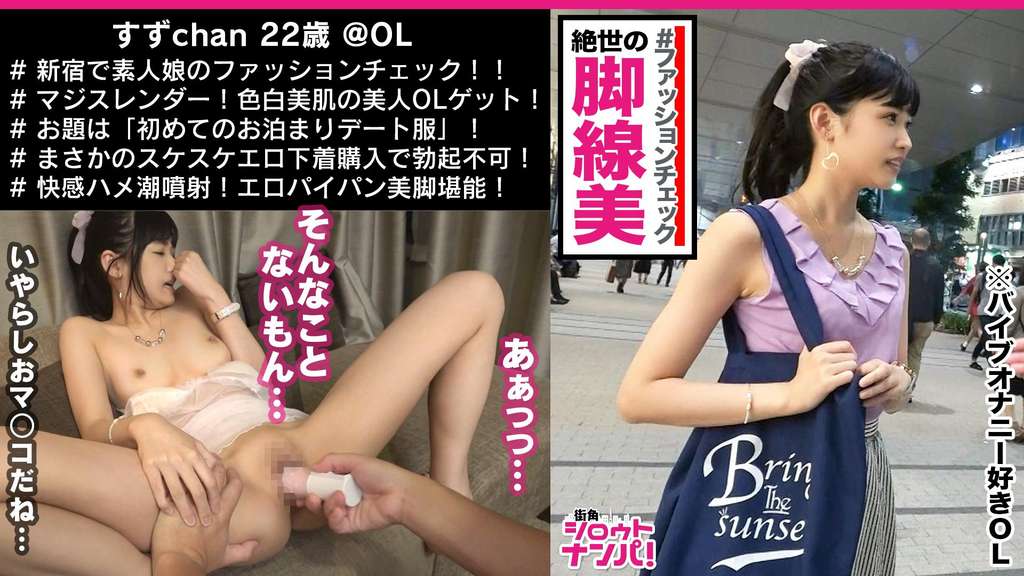 すずchan 22歳 @OL
# 新宿で素人娘のファッションチェック！！
# マジスレンダー！色白美肌の美人OLゲット！
# お題は「初めてのお泊まりデート服」！
# まさかのスケスケエロ下着購入で勃起不可！
# 快感ハメ潮噴射！エロパイパン美脚堪能！
#ファッションチェック
絶世の
脚線美
そんなこと
ないもん…
あぁっつ…
いやらしおマ○コだね…
※バイブオナニー好きOL
Bring
The
sunse
街角
シロウト
ナンパ！